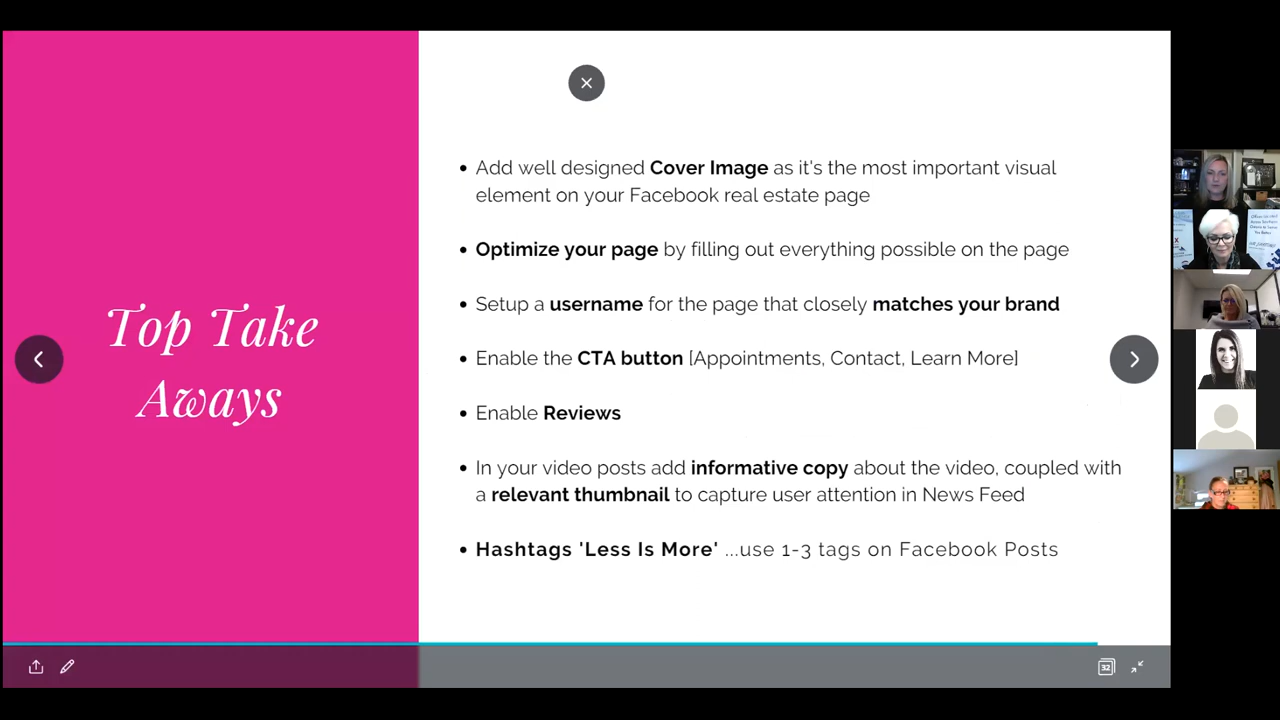 Top Take
Aways
• Add well designed Cover Image as it's the most important visual
element on your Facebook real estate page
• Optimize your page by filling out everything possible on the page
• Setup a username for the page that closely matches your brand
• Enable the CTA button [Appointments, Contact, Learn More]
• Enable Reviews
• In your video posts add informative copy about the video, coupled with
a relevant thumbnail to capture user attention in News Feed
• Hashtags 'Less Is More' ...use 1-3 tags on Facebook Posts
32